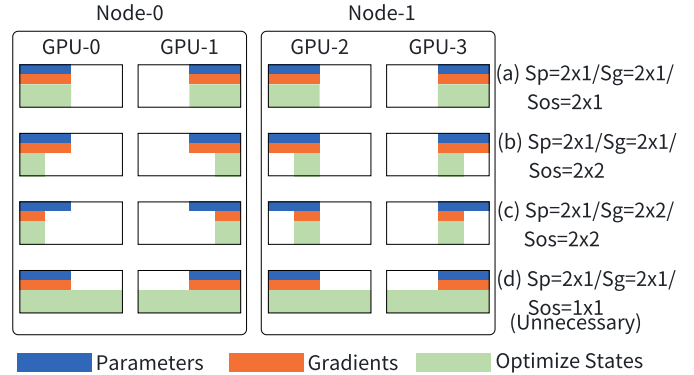 Node-0
Node-1
GPU-0
GPU-1
GPU-2
GPU-3
(a) Sp=2x1/Sg=2x1/
Sos=2x1
(b) Sp=2x1/Sg=2x1/
Sos=2x2
(c) Sp=2x1/Sg=2x2/
Sos=2x2
(d) Sp=2x1/Sg=2x1/
Sos=1x1
(Unnecessary)
Parameters
Gradients
Optimize States